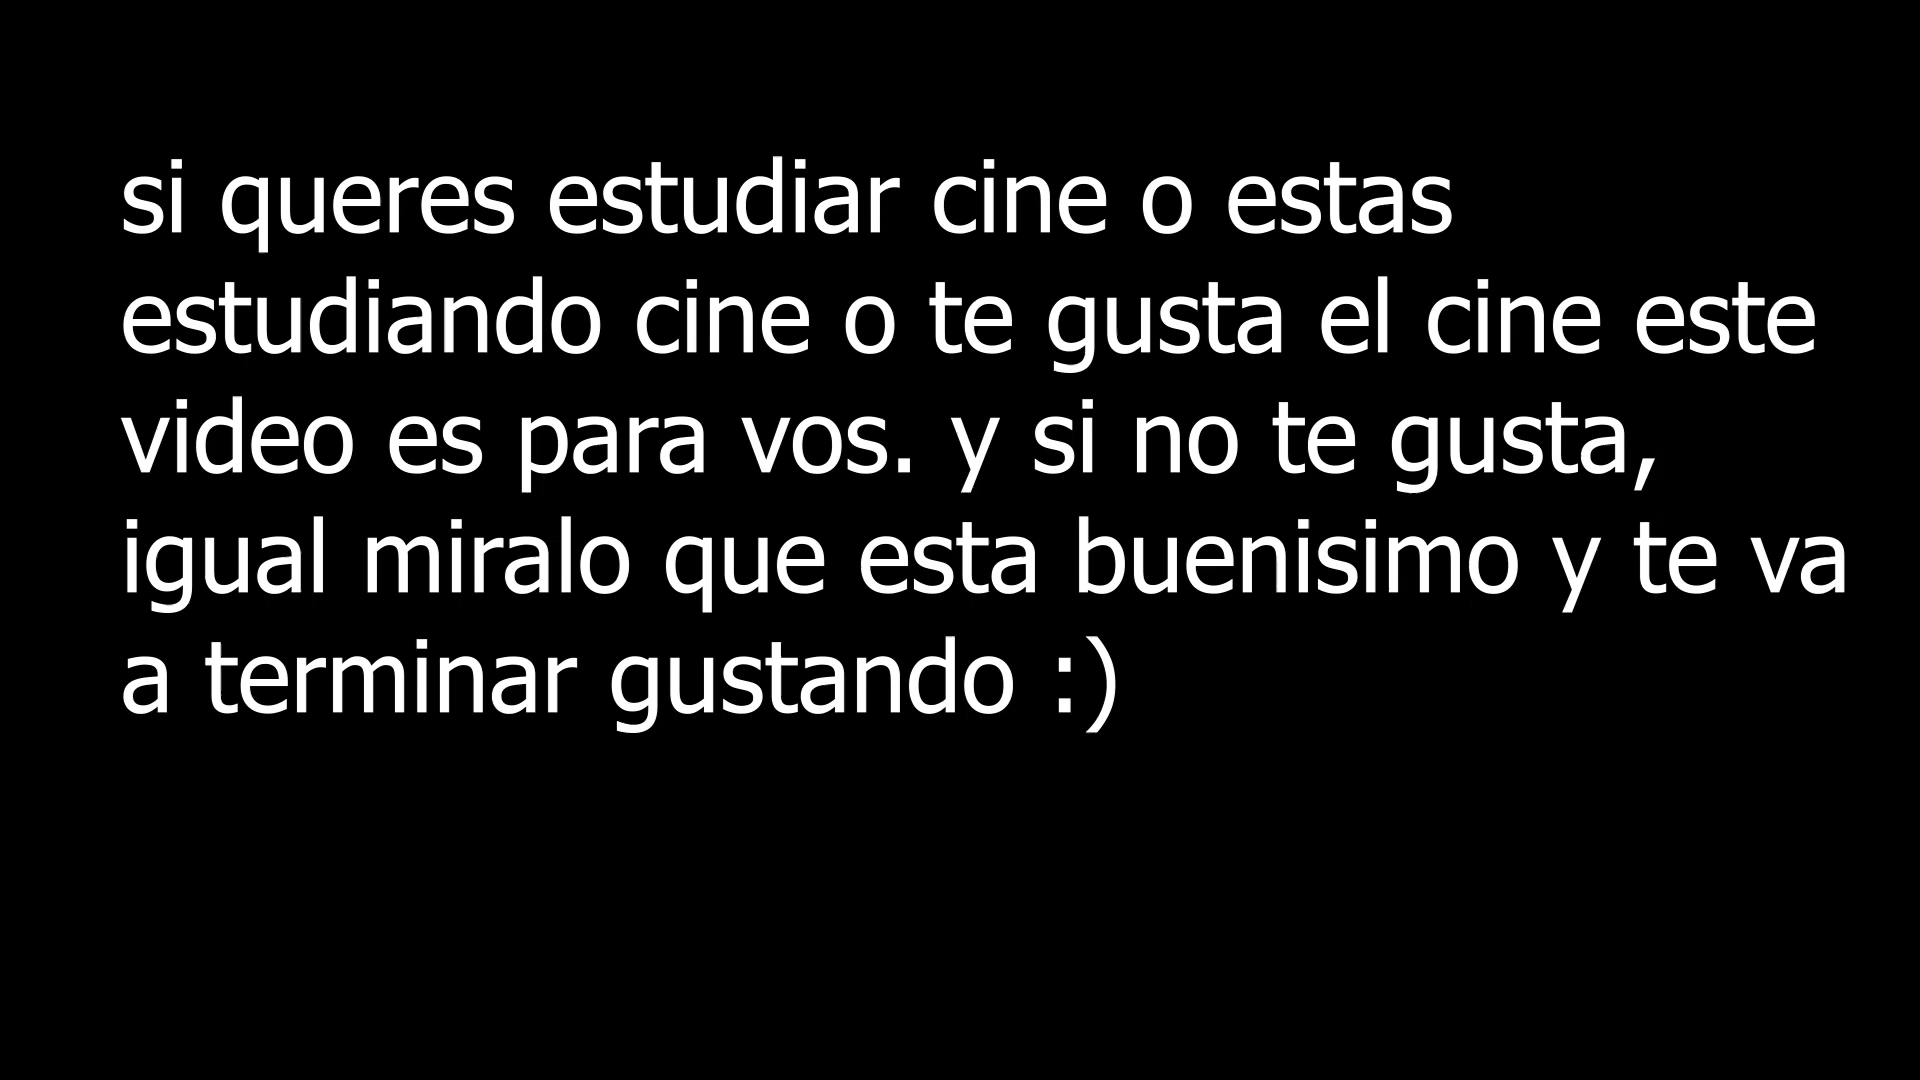 si queres estudiar cine o estas
estudiando cine o te gusta el cine este
video es para vos. y si no te gusta,
igual miralo que esta buenisimo y te va
a terminar gustando :)